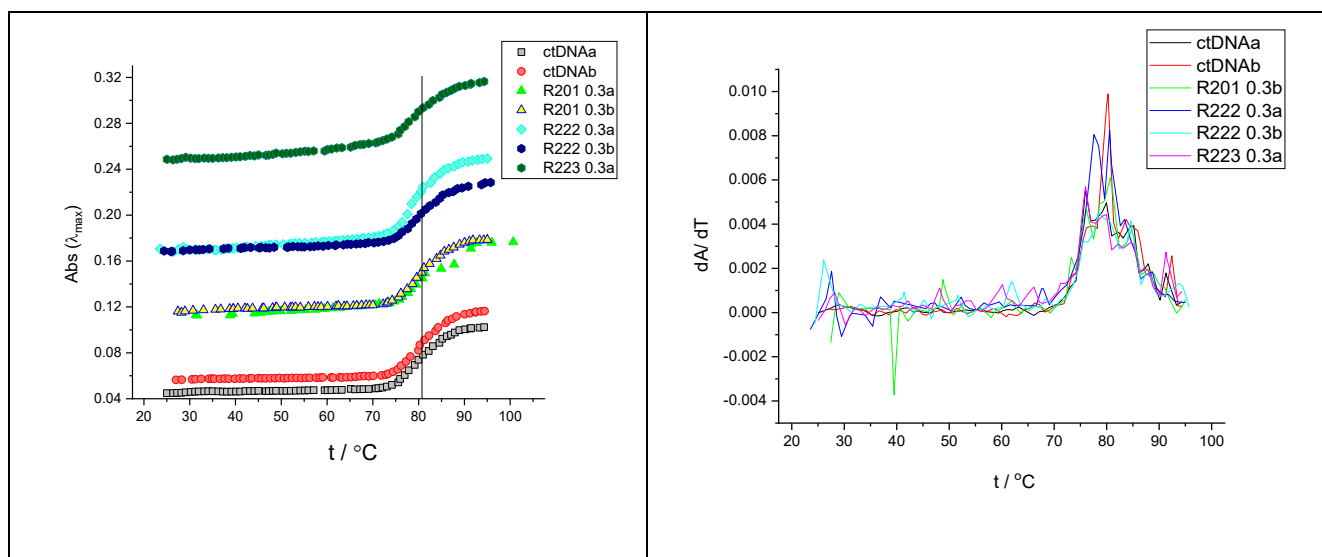 ctDNAa
ctDNAb
R201 0.3a
R201 0.3b
R222 0.3a
R222 0.3b
R223 0.3a
0.32
0.28
0.24
0.20
0.16
0.12
0.08
0.04
Abs (λmax)
20 30 40 50 60 70 80 90 100
t / °C
ctDNAa
ctDNAb
R201 0.3b
R222 0.3a
R222 0.3b
R223 0.3a
0.010
0.008
0.006
0.004
0.002
0.000
-0.002
-0.004
dA/ dT
20 30 40 50 60 70 80 90 100
t / °C